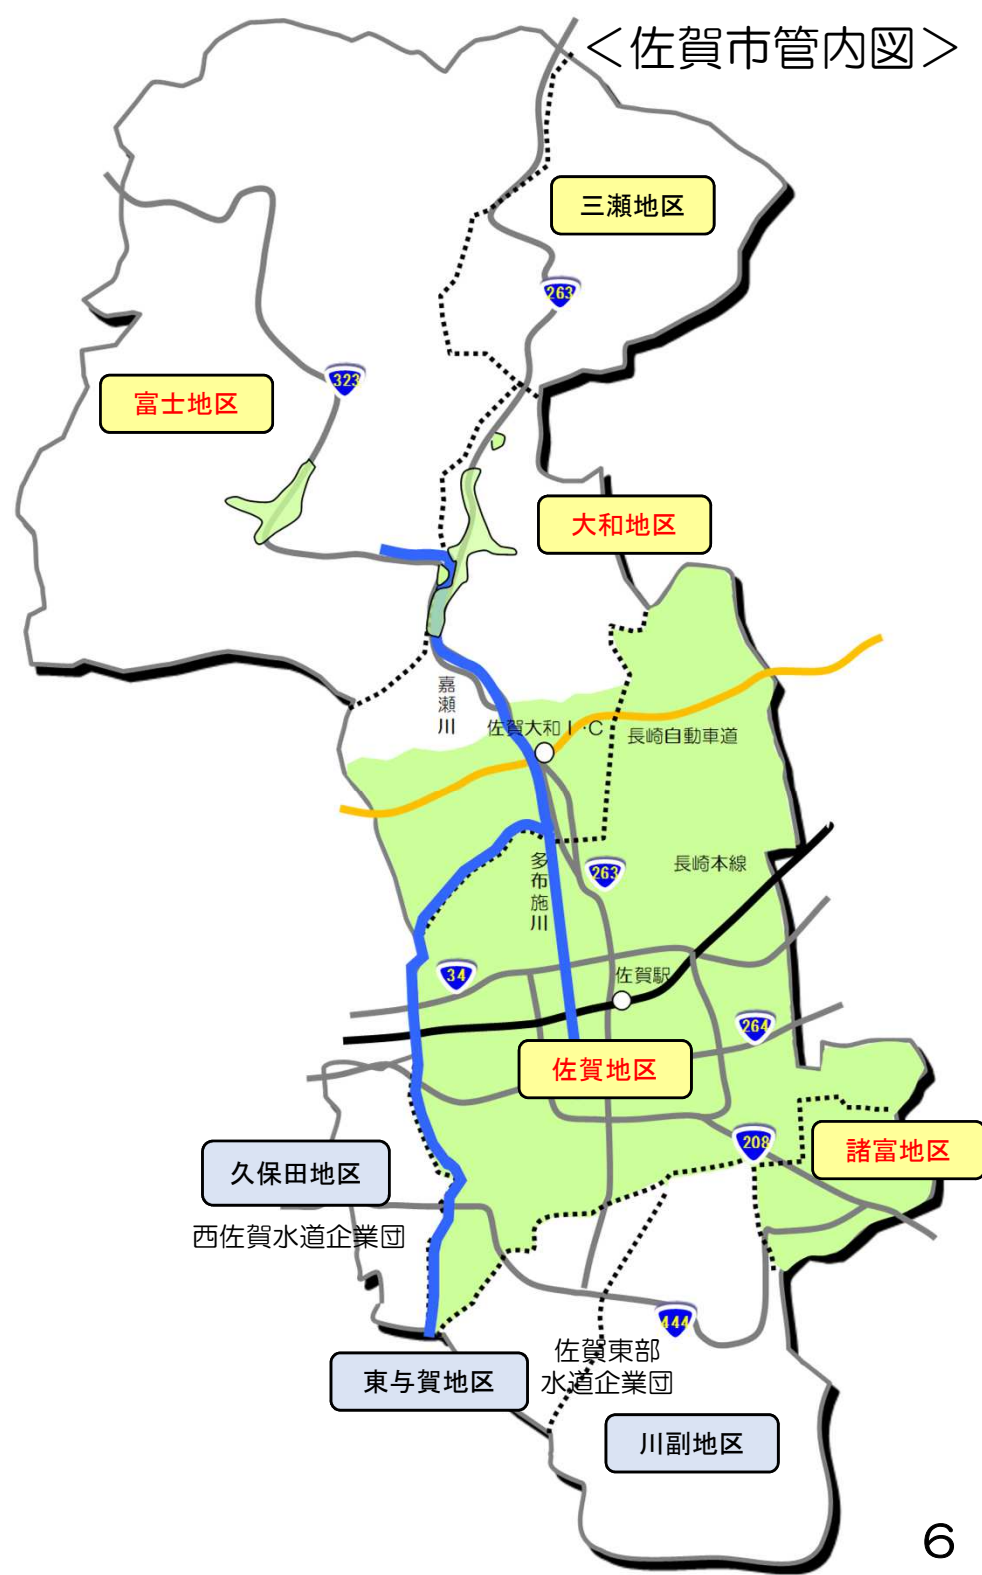 ＜佐賀市管内図＞
三瀬地区
263
323
富士地区
大和地区
嘉瀬川
佐賀大和Ｉ・C
長崎自動車道
多布施川
263
長崎本線
34
佐賀駅
264
佐賀地区
208
諸富地区
久保田地区
西佐賀水道企業団
444
佐賀東部
水道企業団
東与賀地区
川副地区
6